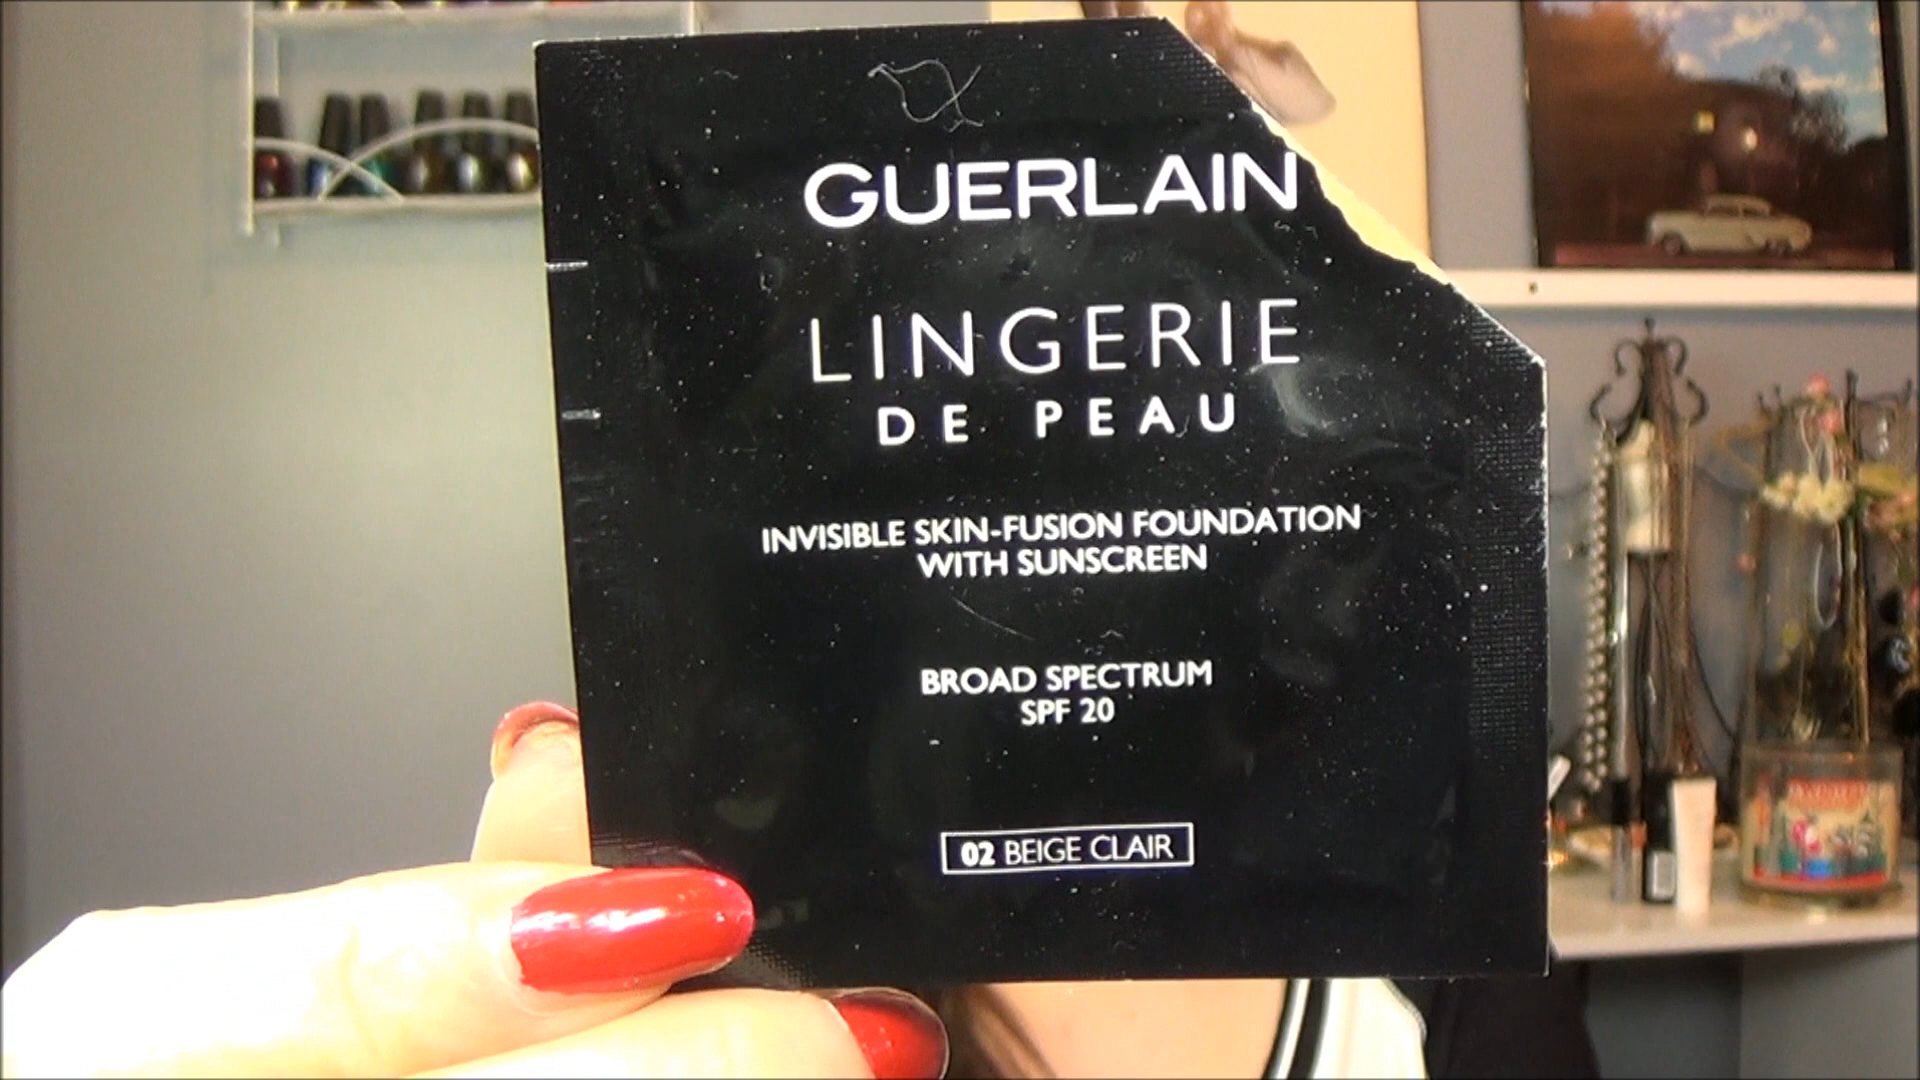 GUERLAIN
LINGERIE
DE PEAU
INVISIBLE SKIN-FUSION FOUNDATION
WITH SUNSCREEN
BROAD SPECTRUM
SPF 20
02 BEIGE CLAIR